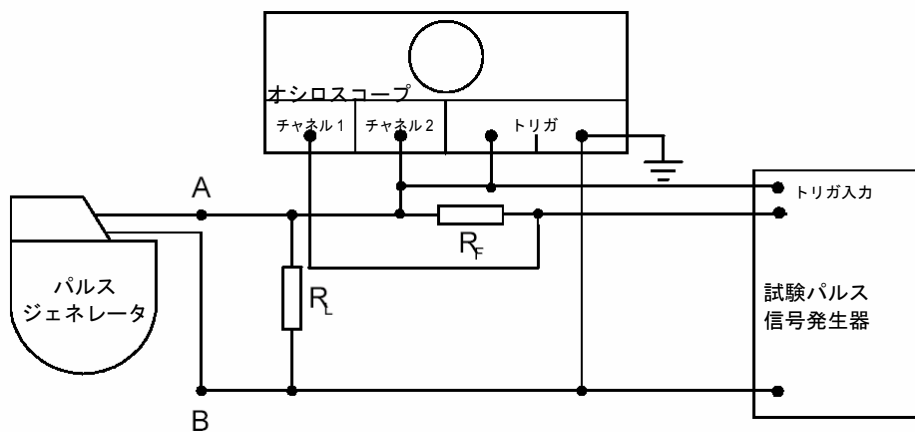 オシロスコープ
チャネル 1
チャネル 2
トリガ
A
トリガ入力
R_F
パルス
ジェネレータ
R_L
試験パルス
信号発生器
B